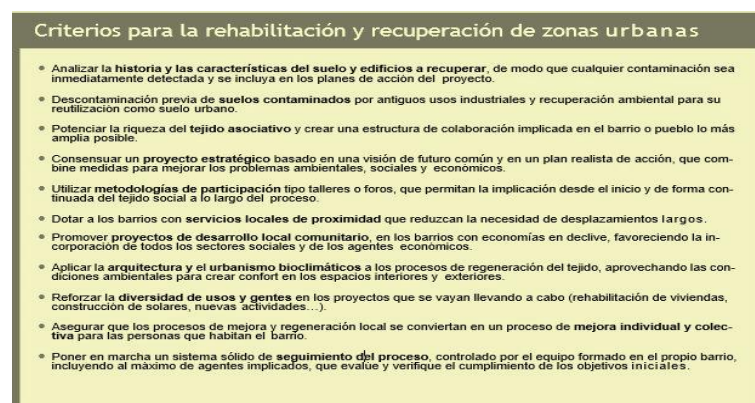 Criterios para la rehabilitación y recuperación de zonas urbanas
• Analizar la historia y las características del suelo y edificios a recuperar, de modo que cualquier contaminación sea
inmediatamente detectada y se incluya en los planes de acción del proyecto.
• Descontaminación previa de suelos contaminados por antiguos usos industriales y recuperación ambiental para su
reutilización como suelo urbano.
• Potenciar la riqueza del tejido asociativo y crear una estructura de colaboración implicada en el barrio o pueblo lo más
amplia posible.
• Consensuar un proyecto estratégico basado en una visión de futuro común y en un plan realista de acción, que com-
bine medidas para mejorar los problemas ambientales, sociales y económicos.
• Utilizar metodologías de participación tipo talleres o foros, que permitan la implicación desde el inicio y de forma con-
tinuada del tejido social a lo largo del proceso.
• Dotar a los barrios con servicios locales de proximidad que reduzcan la necesidad de desplazamientos largos.
• Promover proyectos de desarrollo local comunitario, en los barrios con economías en declive, favoreciendo la in-
corporación de todos los sectores sociales y de los agentes económicos.
• Aplicar la arquitectura y el urbanismo bioclimáticos a los procesos de regeneración del tejido, aprovechando las con-
diciones ambientales para crear confort en los espacios interiores y exteriores.
• Reforzar la diversidad de usos y gentes en los proyectos que se vayan llevando a cabo (rehabilitación de viviendas,
construcción de solares, nuevas actividades...).
• Asegurar que los procesos de mejora y regeneración local se conviertan en un proceso de mejora individual y colec-
tiva para las personas que habitan el barrio.
• Poner en marcha un sistema sólido de seguimiento del proceso, controlado por el equipo formado en el propio barrio,
incluyendo al máximo de agentes implicados, que evalúe y verifique el cumplimiento de los objetivos iniciales.